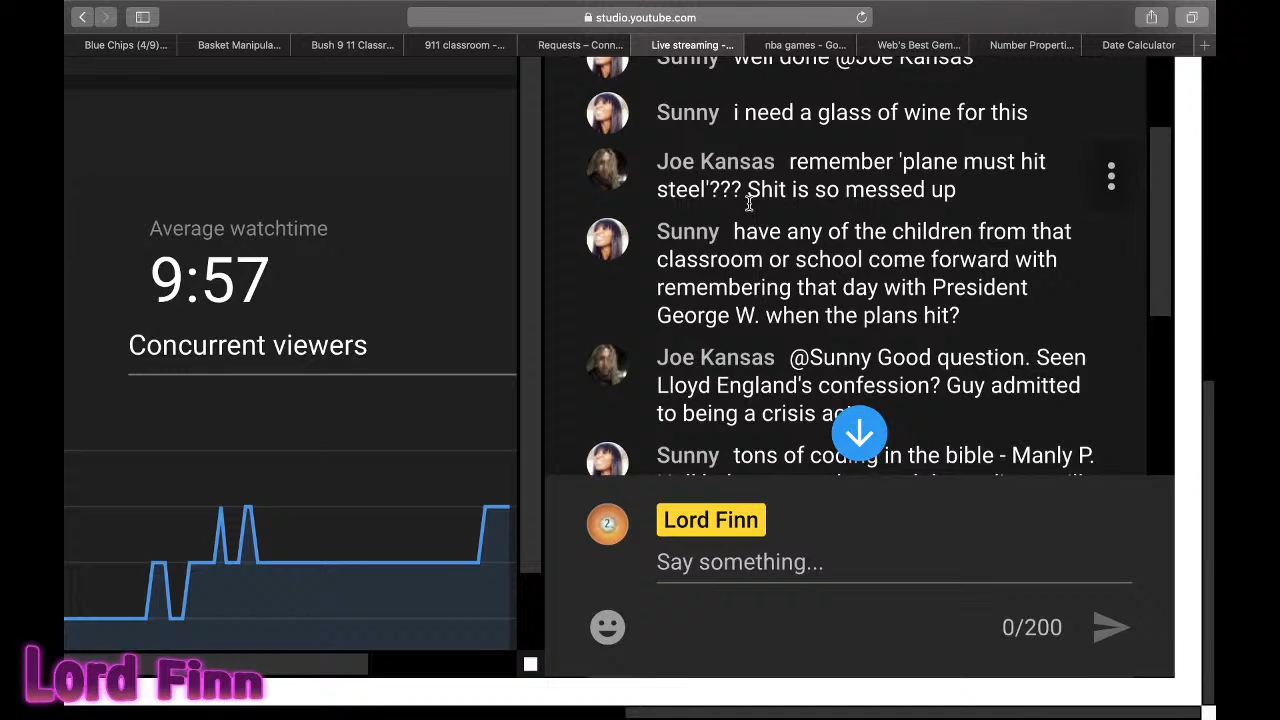 studio.youtube.com
Blue Chips (4/9)...
Basket Manipula...
Bush 9 11 Classr...
911 classroom -...
Requests – Conn...
Live streaming -...
nba games - Go...
Web's Best Gem...
Number Properti...
Date Calculator
Sunny well done @Joe Kansas
Sunny i need a glass of wine for this
Joe Kansas remember 'plane must hit
steel'??? Shit is so messed up
Average watchtime
9:57
Concurrent viewers
Sunny have any of the children from that
classroom or school come forward with
remembering that day with President
George W. when the plans hit?
Joe Kansas @Sunny Good question. Seen
Lloyd England's confession? Guy admitted
to being a crisis
Sunny tons of coding in the bible - Manly P.
Lord Finn
Say something...
0/200
Lord Finn